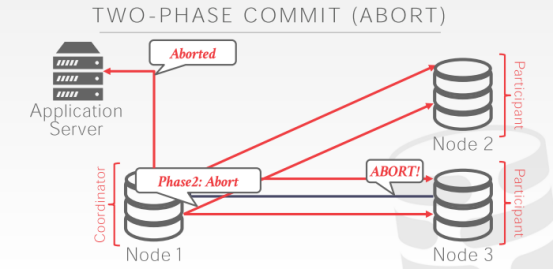 TWO-PHASE COMMIT (ABORT)
Aborted
Application
Server
Participant
Node 2
Coordinator
Phase2: Abort
ABORT!
Participant
Node 1
Node 3